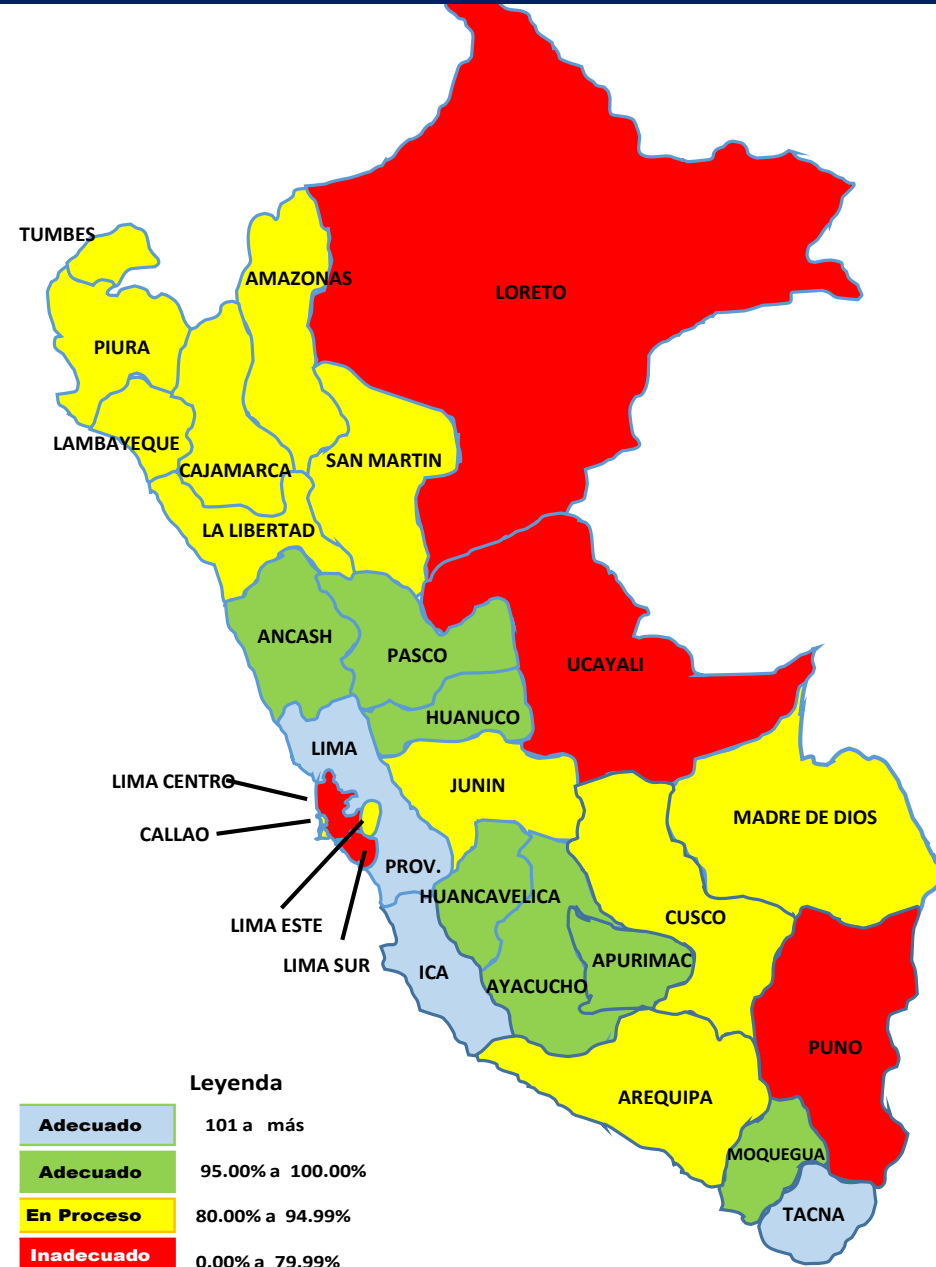 TUMBES
AMAZONAS
LORETO
PIURA
LAMBAYEQUE
CAJAMARCA
SAN MARTIN
LA LIBERTAD
ANCASH
PASCO
UCAYALI
HUANUCO
LIMA
LIMA CENTRO
JUNIN
MADRE DE DIOS
CALLAO
PROV.
HUANCAVELICA
CUSCO
LIMA ESTE
LIMA SUR
ICA
APURIMAC
AYACUCHO
PUNO
AREQUIPA
MOQUEGUA
TACNA
Leyenda
Adecuado 101 a más
Adecuado 95.00% a 100.00%
En Proceso 80.00% a 94.99%
Inadecuado 0.00% a 79.99%